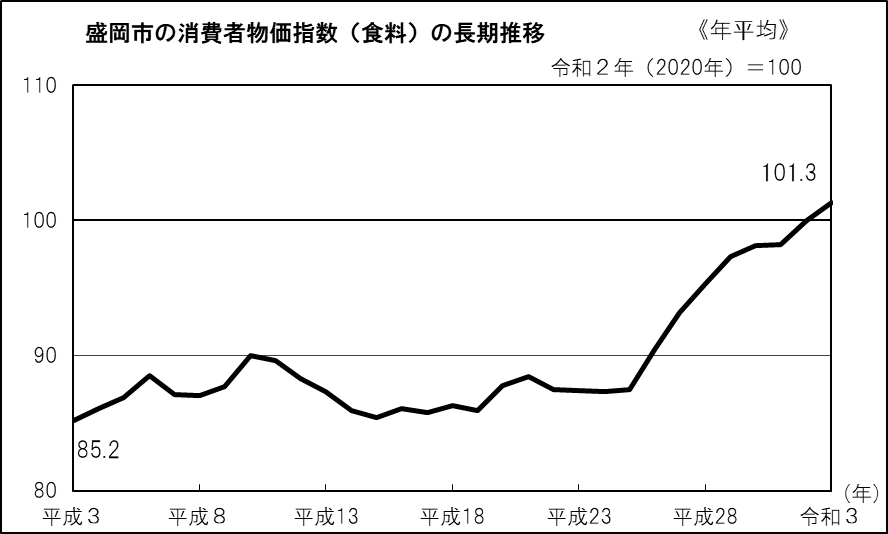 盛岡市の消費者物価指数（食料）の長期推移
《年平均》
令和２年（2020年）＝100
110
100
90
80
101.3
85.2
平成３
平成８
平成13
平成18
平成23
平成28
令和３
（年）